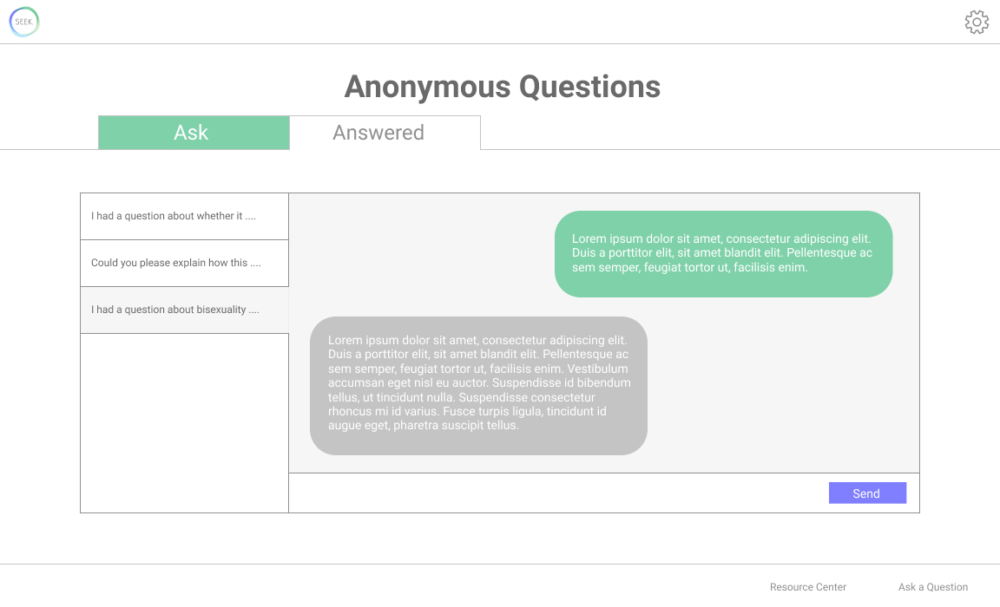 SEEK.
Anonymous Questions
Ask
Answered
I had a question about whether it ....
Could you please explain how this ....
I had a question about bisexuality ....
Lorem ipsum dolor sit amet, consectetur adipiscing elit.
Duis a porttitor elit, sit amet blandit elit. Pellentesque ac
sem semper, feugiat tortor ut, facilisis enim.
Lorem ipsum dolor sit amet, consectetur adipiscing elit.
Duis a porttitor elit, sit amet blandit elit. Pellentesque ac
sem semper, feugiat tortor ut, facilisis enim. Vestibulum
accumsan eget nisl eu auctor. Suspendisse id bibendum
tellus, ut tincidunt nulla. Suspendisse consectetur
rhoncus mi id varius. Fusce turpis ligula, tincidunt id
augue eget, pharetra suscipit tellus.
Send
Resource Center
Ask a Question